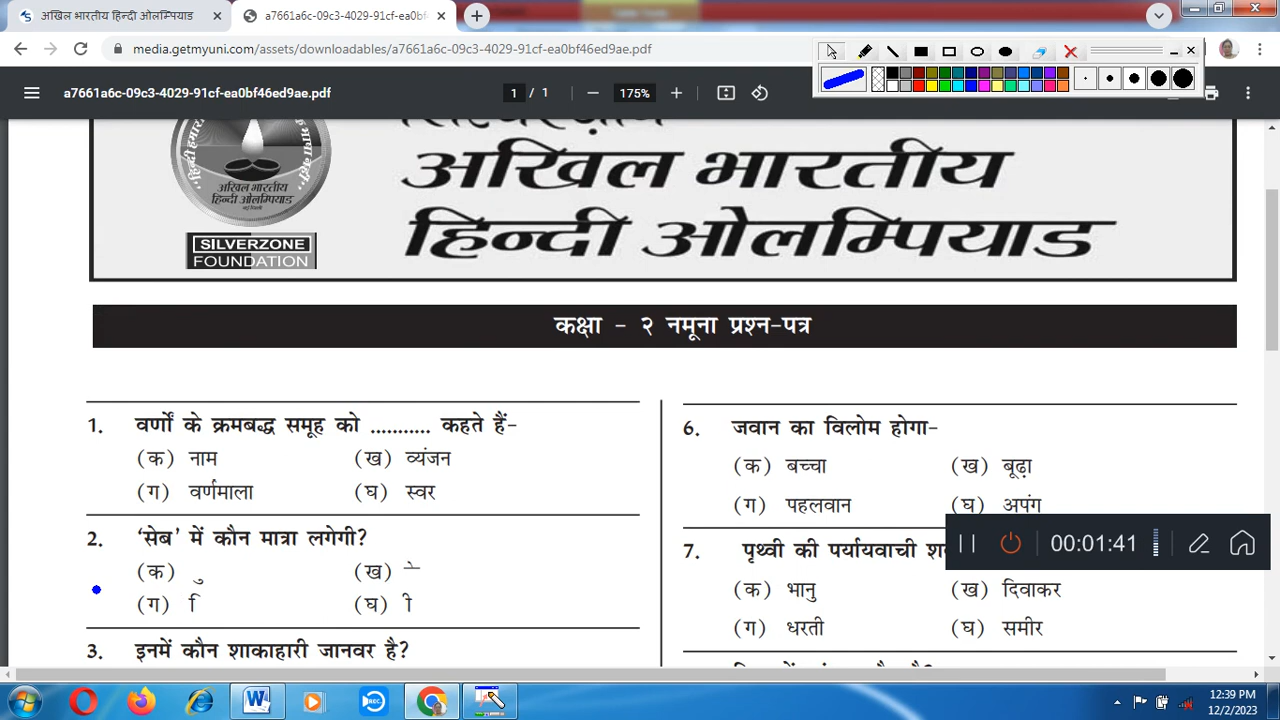 अखिल भारतीय हिन्दी ओलम्पियाड
a7661a6c-09c3-4029-91cf-ea0bf
media.getmyuni.com/assets/downloadables/a7661a6c-09c3-4029-91cf-ea0bf46ed9ae.pdf
a7661a6c-09c3-4029-91cf-ea0bf46ed9ae.pdf
1 / 1
175%
अखिल भारतीय
हिन्दी ओलम्पियाड
SILVERZONE
FOUNDATION
अखिल भारतीय
हिन्दी ओलम्पियाड
कक्षा - २ नमूना प्रश्न-पत्र
1. वर्णों के क्रमबद्ध समूह को ........... कहते हैं-
(क) नाम (ख) व्यंजन
(ग) वर्णमाला (घ) स्वर
2. ‘सेब’ में कौन मात्रा लगेगी?
(क) ु (ख) े
(ग) ि (घ) ी
3. इनमें कौन शाकाहारी जानवर है?
6. जवान का विलोम होगा-
(क) बच्चा (ख) बूढ़ा
(ग) पहलवान (घ) अपंग
7. पृथ्वी की पर्यायवाची
(क) भानु (ख) दिवाकर
(ग) धरती (घ) समीर
00:01:41
REC
12:39 PM
12/2/2023